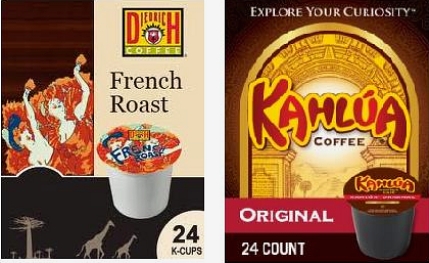 DIEDRICH
COFFEE
French
Roast
DIEDRICH
FRENCH
ROAST
24
K-CUPS
EXPLORE YOUR CURIOSITY™
KAHLÚA
COFFEE
KAHLÚA
ORIGINAL
24 COUNT